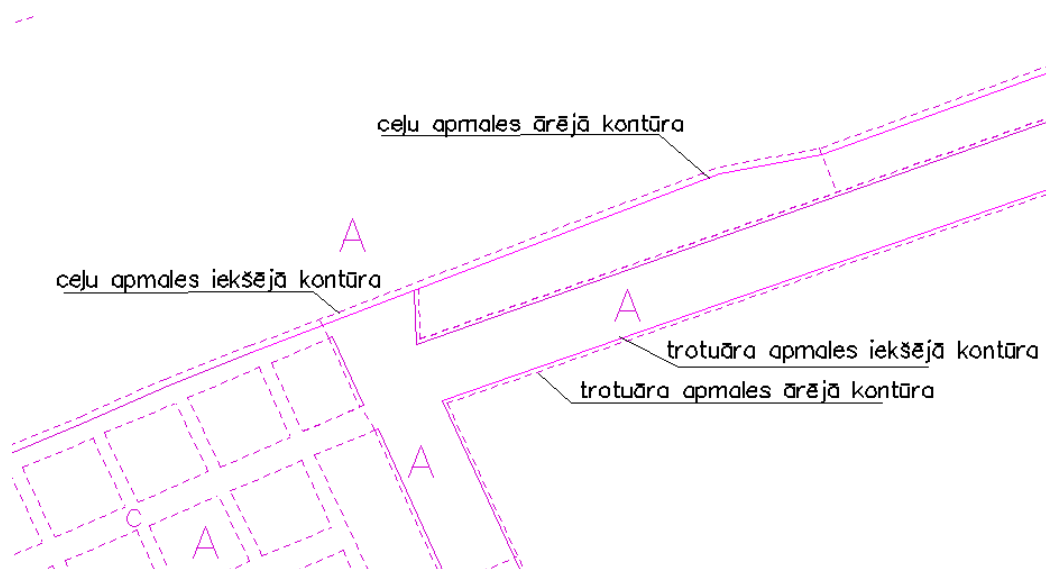 ceļu apmales ārējā kontūra
A
ceļu apmales iekšējā kontūra
A
trotuāra apmales iekšējā kontūra
trotuāra apmales ārējā kontūra
A
C
A